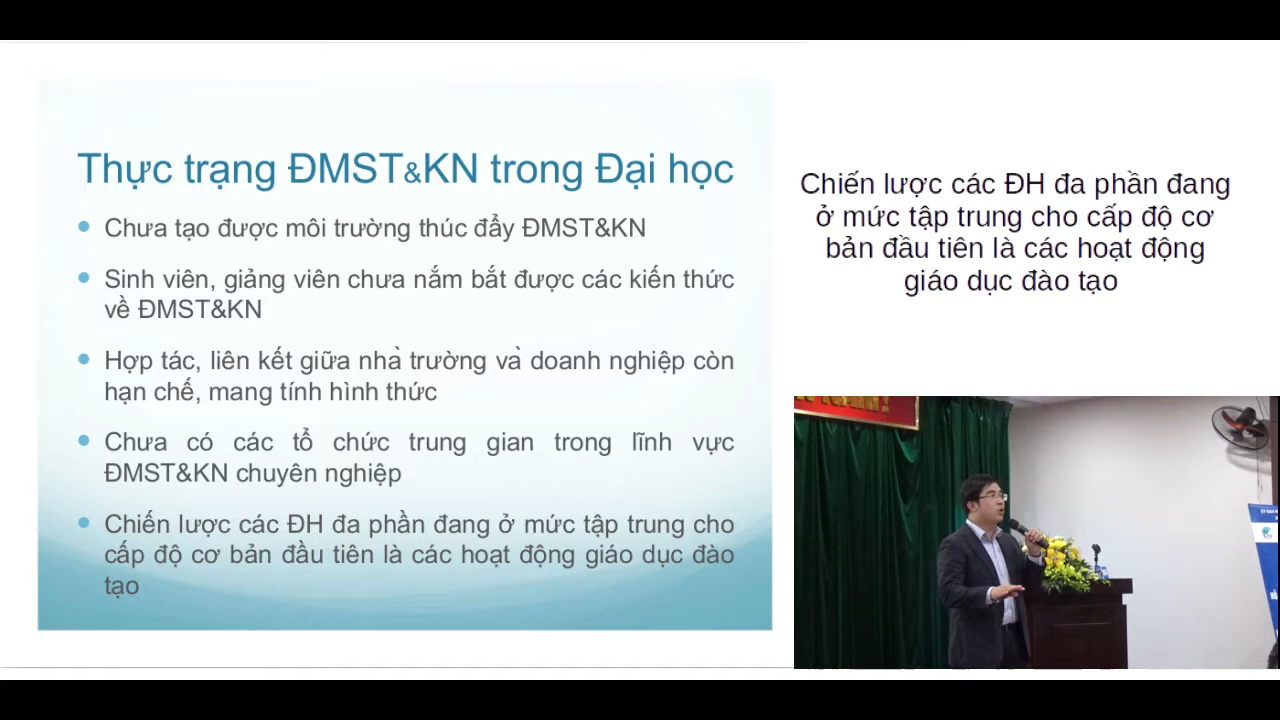 Thực trạng ĐMST&KN trong Đại học
Chưa tạo được môi trường thúc đẩy ĐMST&KN
Sinh viên, giảng viên chưa nắm bắt được các kiến thức
về ĐMST&KN
Hợp tác, liên kết giữa nhà trường và doanh nghiệp còn
hạn chế, mang tính hình thức
Chưa có các tổ chức trung gian trong lĩnh vực
ĐMST&KN chuyên nghiệp
Chiến lược các ĐH đa phần đang ở mức tập trung cho
cấp độ cơ bản đầu tiên là các hoạt động giáo dục đào
tạo
Chiến lược các ĐH đa phần đang
ở mức tập trung cho cấp độ cơ
bản đầu tiên là các hoạt động
giáo dục đào tạo